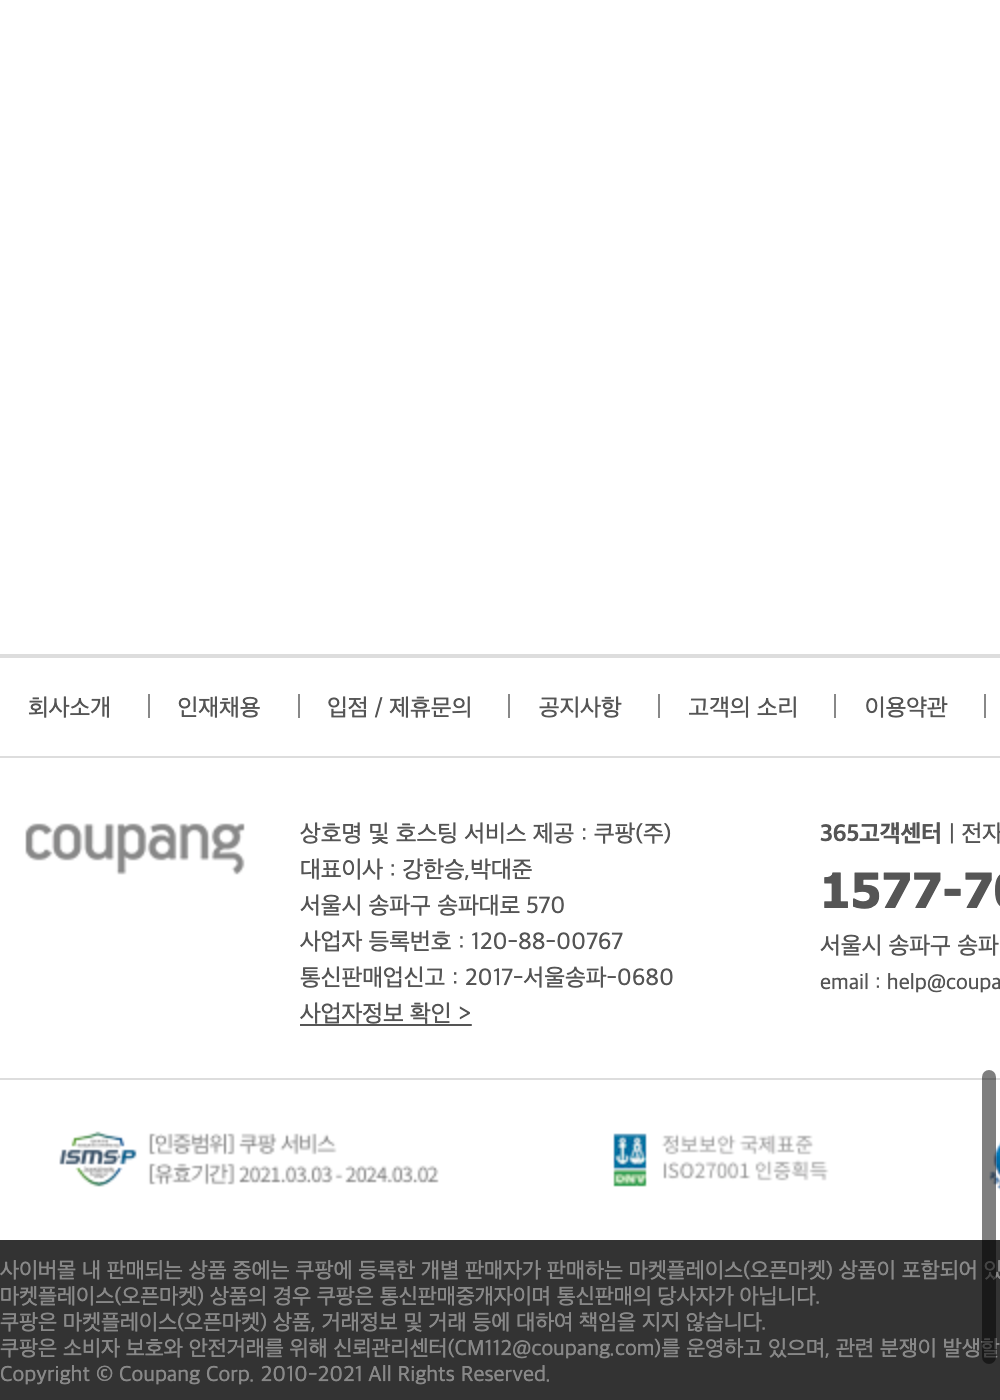 회사소개 | 인재채용 | 입점 / 제휴문의 | 공지사항 | 고객의 소리 | 이용약관 |
coupang
상호명 및 호스팅 서비스 제공 : 쿠팡(주)
대표이사 : 강한승,박대준
서울시 송파구 송파대로 570
사업자 등록번호 : 120-88-00767
통신판매업신고 : 2017-서울송파-0680
사업자정보 확인 >
365고객센터 | 전자
1577-70
서울시 송파구 송파
email : help@coupa
ISMS-P
[인증범위] 쿠팡 서비스
[유효기간] 2021.03.03 - 2024.03.02
DNV
정보보안 국제표준
ISO27001 인증획득
사이버몰 내 판매되는 상품 중에는 쿠팡에 등록한 개별 판매자가 판매하는 마켓플레이스(오픈마켓) 상품이 포함되어 있
마켓플레이스(오픈마켓) 상품의 경우 쿠팡은 통신판매중개자이며 통신판매의 당사자가 아닙니다.
쿠팡은 마켓플레이스(오픈마켓) 상품, 거래정보 및 거래 등에 대하여 책임을 지지 않습니다.
쿠팡은 소비자 보호와 안전거래를 위해 신뢰관리센터(CM112@coupang.com)를 운영하고 있으며, 관련 분쟁이 발생할
Copyright © Coupang Corp. 2010-2021 All Rights Reserved.